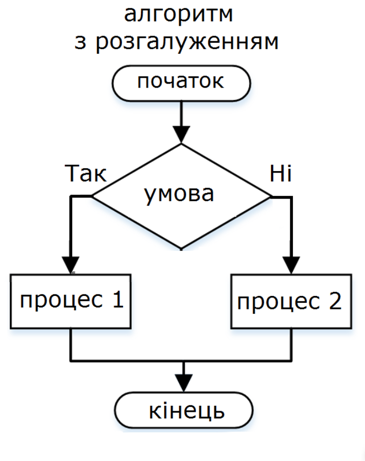 алгоритм
з розгалуженням
початок
Так
Ні
умова
процес 1
процес 2
кінець